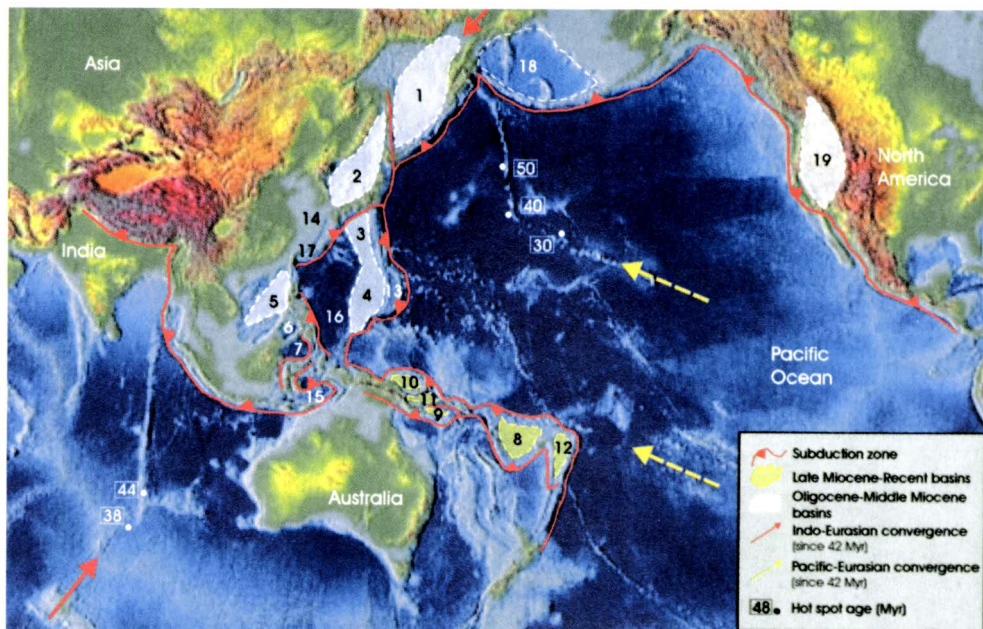 Asia
18
1
19
North
America
50
2
40
14
3
30
India
17
5
4
3
6
16
Pacific
Ocean
7
10
15
11
9
8
12
44
Australia
38
Subduction zone
Late Miocene-Recent basins
Oligocene-Middle Miocene
basins
Indo-Eurasian convergence
(since 42 Myr)
Pacific-Eurasian convergence
(since 42 Myr)
48 Hot spot age (Myr)